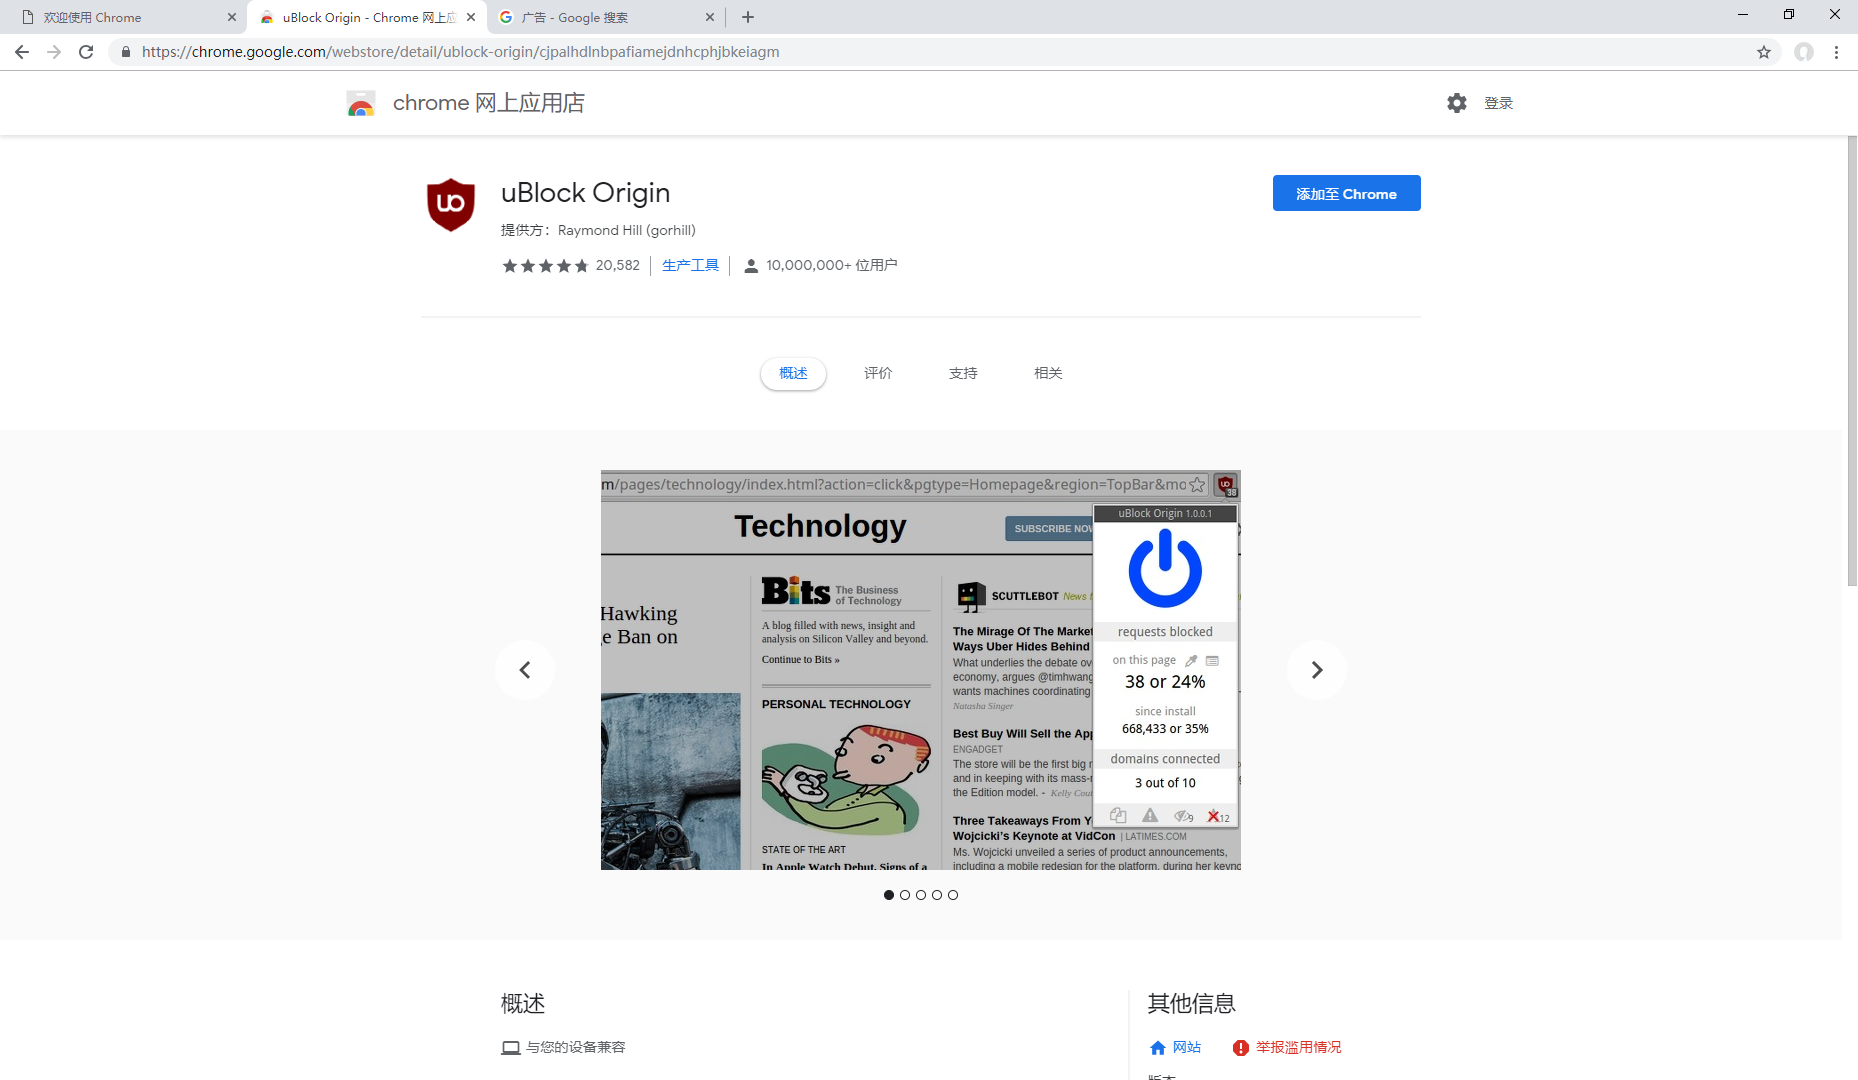 欢迎使用 Chrome
uBlock Origin - Chrome 网上应
广告 - Google 搜索
https://chrome.google.com/webstore/detail/ublock-origin/cjpalhdlnbpafiamejdnhcphjbkeiagm
chrome 网上应用店
登录
uBlock Origin
添加至 Chrome
提供方： Raymond Hill (gorhill)
20,582
生产工具
10,000,000+ 位用户
概述
评价
支持
相关
m/pages/technology/index.html?action=click&pgtype=Homepage&region=TopBar&mo
38
Technology
SUBSCRIBE NOW
uBlock Origin 1.0.0.1
requests blocked
on this page
38 or 24%
since install
668,433 or 35%
domains connected
3 out of 10
9
12
Hawking
e Ban on
Bits The Business
of Technology
A blog filled with news, insight and
analysis on Silicon Valley and beyond.
Continue to Bits »
PERSONAL TECHNOLOGY
STATE OF THE ART
In Apple Watch Debut, Signs of a
SCUTTLEBOT News
The Mirage Of The Market
Ways Uber Hides Behind
What underlies the debate ov
economy, argues @timhwang
wants machines coordinating
Natasha Singer
Best Buy Will Sell the App
ENGADGET
The store will be the first big r
and in keeping with its mass-
the Edition model. - Kelly Cout
Three Takeaways From Y
Wojcicki's Keynote at VidCon | LATIMES.COM
Ms. Wojcicki unveiled a series of product announcements,
including a mobile redesign for the platform, during her keyno
概述
与您的设备兼容
其他信息
网站
举报滥用情况
版本